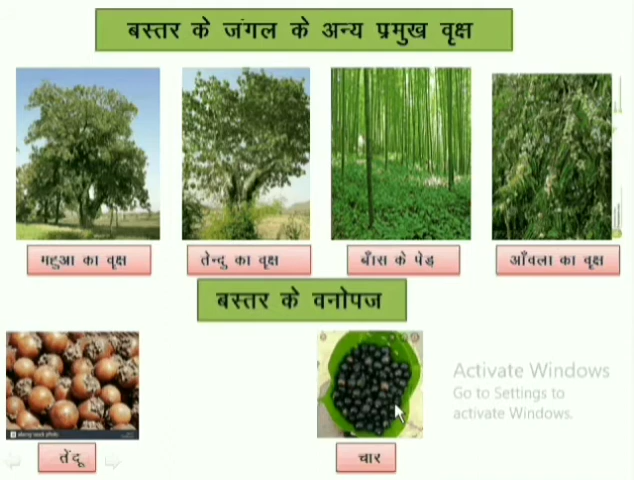 बस्तर के जंगल के अन्य प्रमुख वृक्ष
महुआ का वृक्ष
तेन्दु का वृक्ष
बाँस के पेड़
आँवला का वृक्ष
बस्तर के वनोपज
Activate Windows
Go to Settings to
activate Windows.
तेंदू
चार